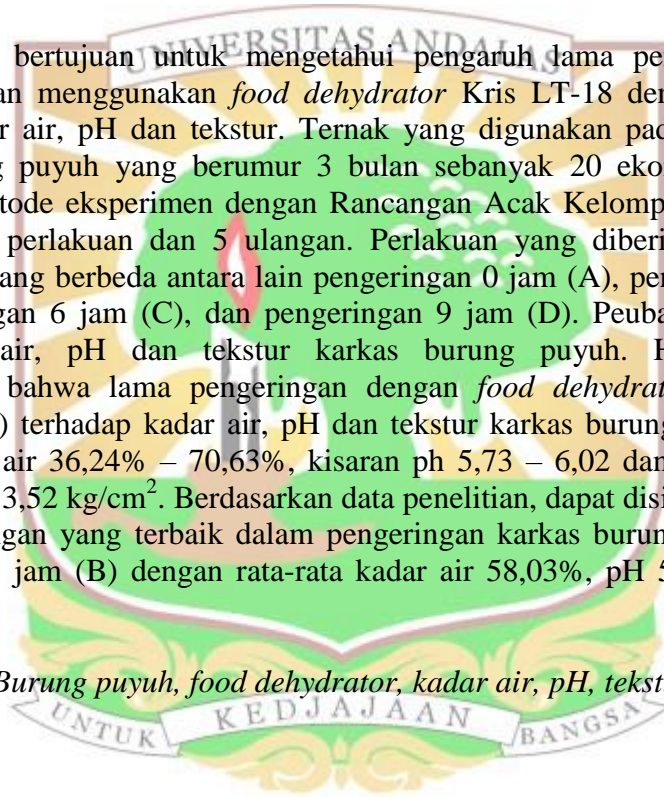 UNIVERSITAS ANDALAS
bertujuan untuk mengetahui pengaruh lama pe
an menggunakan food dehydrator Kris LT-18 den
r air, pH dan tekstur. Ternak yang digunakan pad
g puyuh yang berumur 3 bulan sebanyak 20 eko
tode eksperimen dengan Rancangan Acak Kelomp
perlakuan dan 5 ulangan. Perlakuan yang diberi
ang berbeda antara lain pengeringan 0 jam (A), pen
gan 6 jam (C), dan pengeringan 9 jam (D). Peuba
air, pH dan tekstur karkas burung puyuh. H
bahwa lama pengeringan dengan food dehydrat
) terhadap kadar air, pH dan tekstur karkas burung
air 36,24% – 70,63%, kisaran ph 5,73 – 6,02 dan
3,52 kg/cm². Berdasarkan data penelitian, dapat disi
gan yang terbaik dalam pengeringan karkas burun
jam (B) dengan rata-rata kadar air 58,03%, pH 5
Burung puyuh, food dehydrator, kadar air, pH, tekst
UNTUK KEDJAJAAN BANGSA